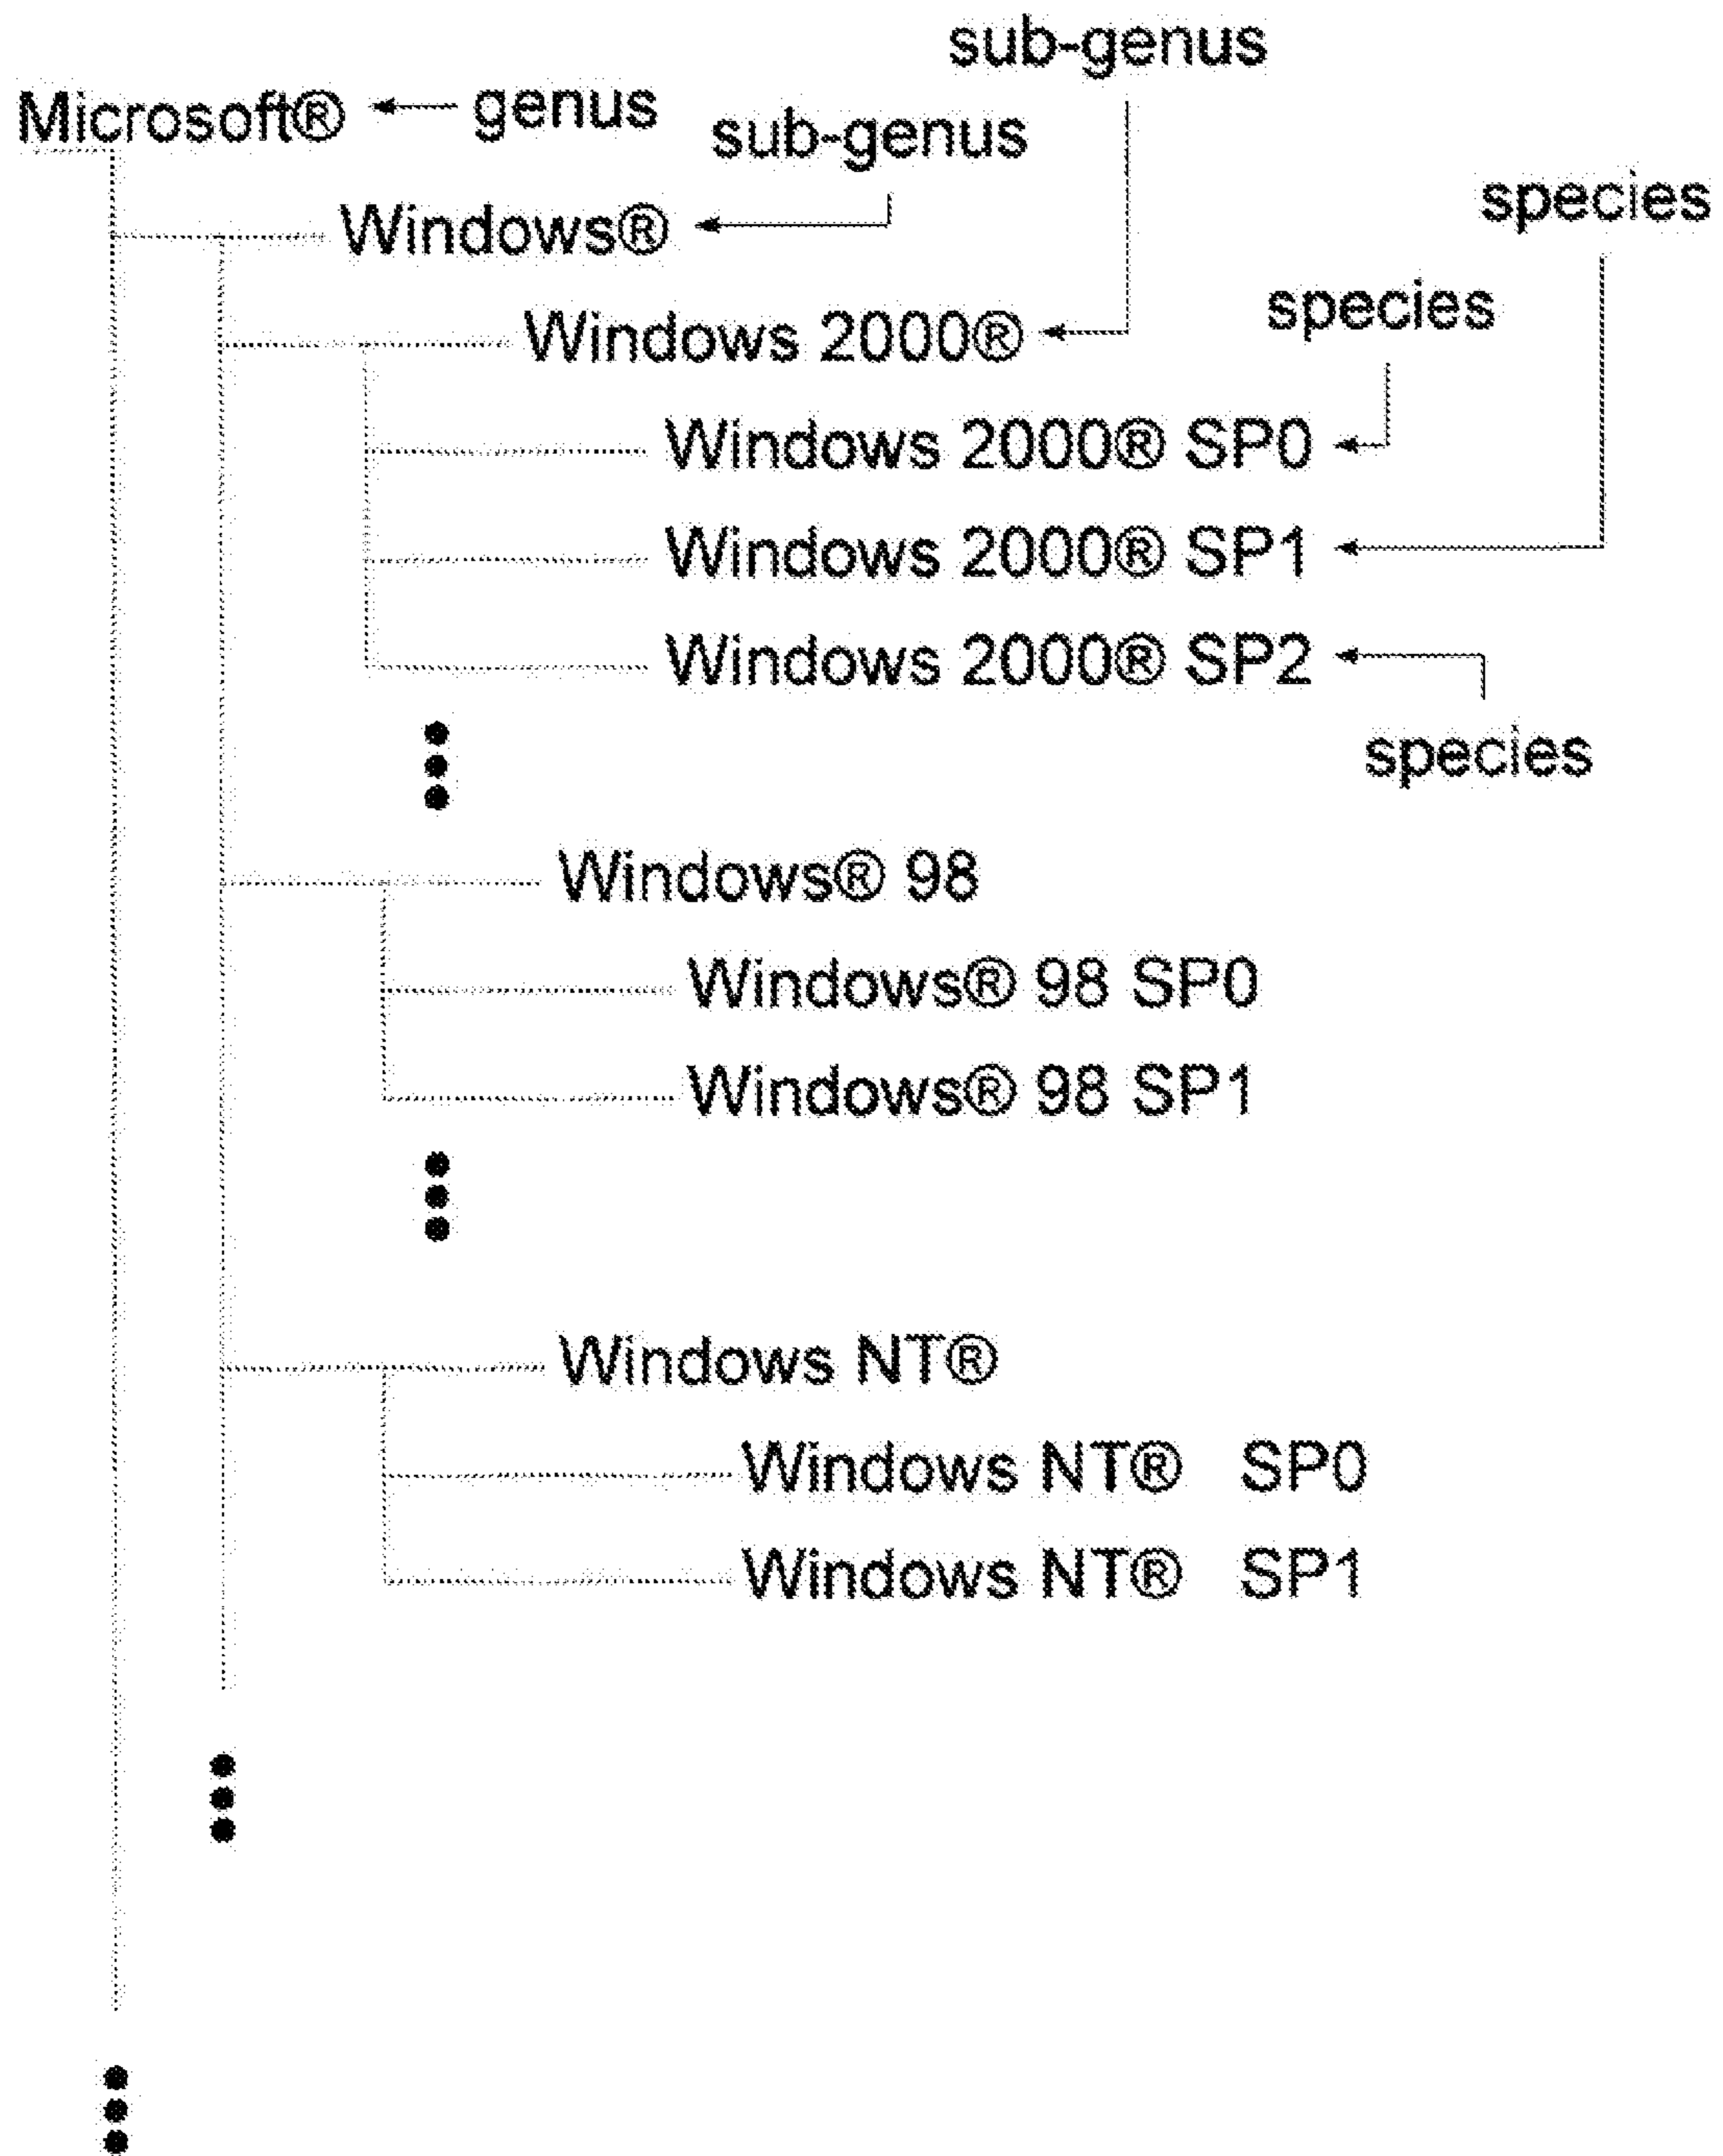 sub-genus
Microsoft® genus
sub-genus
Windows®
species
Windows 2000®
species
Windows 2000® SP0
Windows 2000® SP1
Windows 2000® SP2
species
Windows® 98
Windows® 98 SP0
Windows® 98 SP1
Windows NT®
Windows NT® SP0
Windows NT® SP1